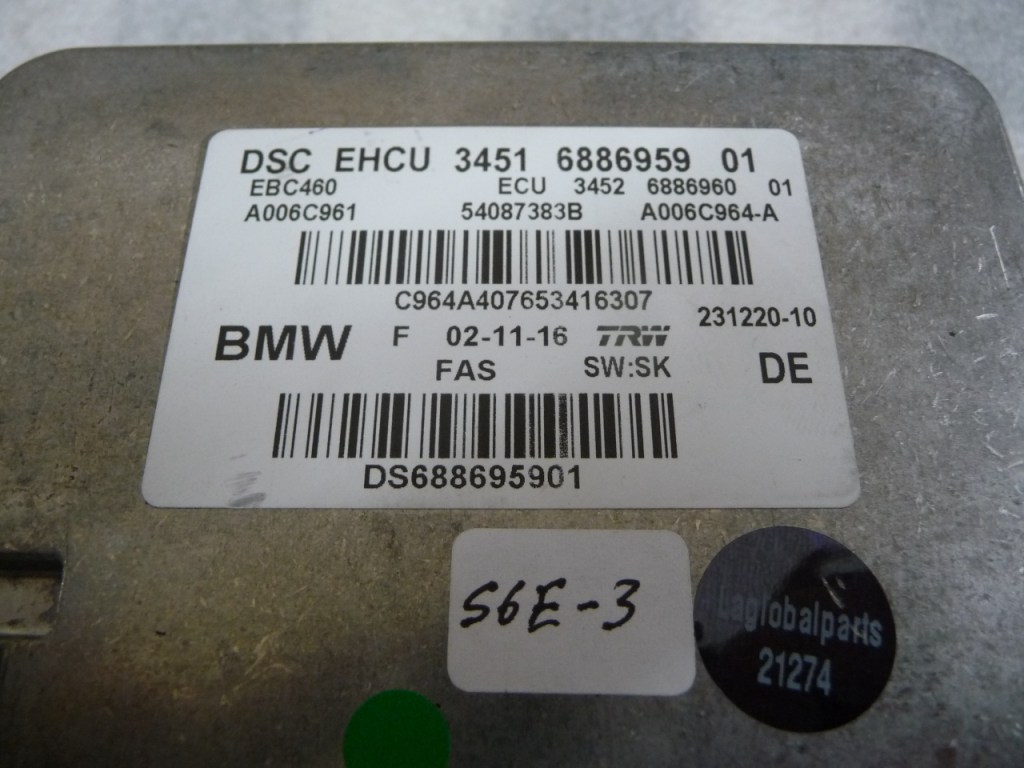 DSC EHCU 3451 6886959 01
EBC460 ECU 3452 6886960 01
A006C961 54087383B A006C964-A
C964A407653416307
BMW F 02-11-16 TRW 231220-10
FAS SW:SK DE
DS688695901
S6E-3
Laglobalparts
21274